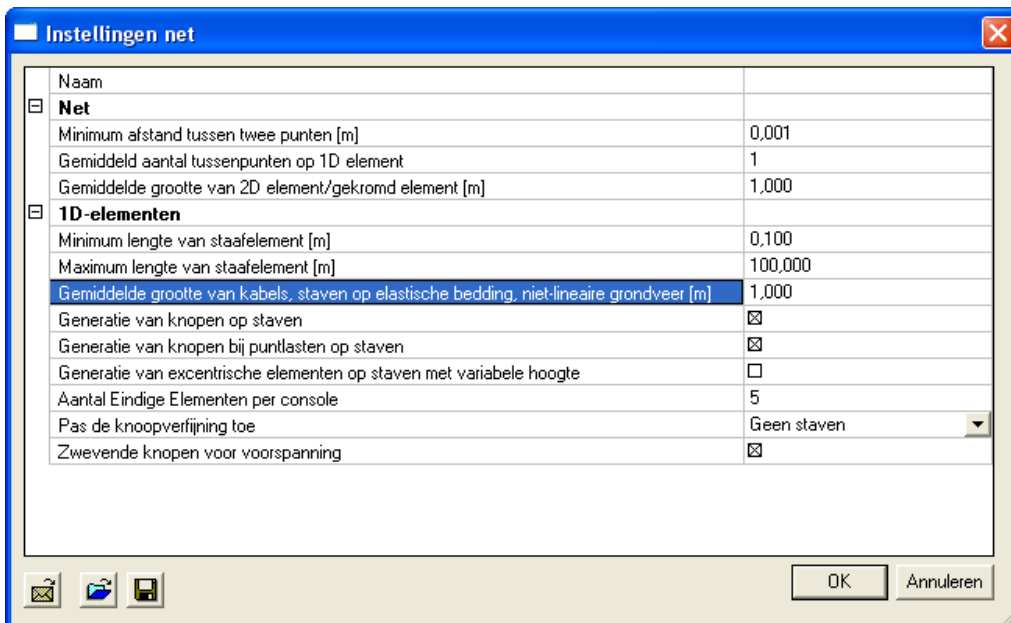 Instellingen net
Naam
Net
Minimum afstand tussen twee punten [m] 0,001
Gemiddeld aantal tussenpunten op 1D element 1
Gemiddelde grootte van 2D element/gekromd element [m] 1,000
1D-elementen
Minimum lengte van staafelement [m] 0,100
Maximum lengte van staafelement [m] 100,000
Gemiddelde grootte van kabels, staven op elastische bedding, niet-lineaire grondveer [m] 1,000
Generatie van knopen op staven
Generatie van knopen bij puntlasten op staven
Generatie van excentrische elementen op staven met variabele hoogte
Aantal Eindige Elementen per console 5
Pas de knoopverfijning toe Geen staven
Zwevende knopen voor voorspanning
OK Annuleren